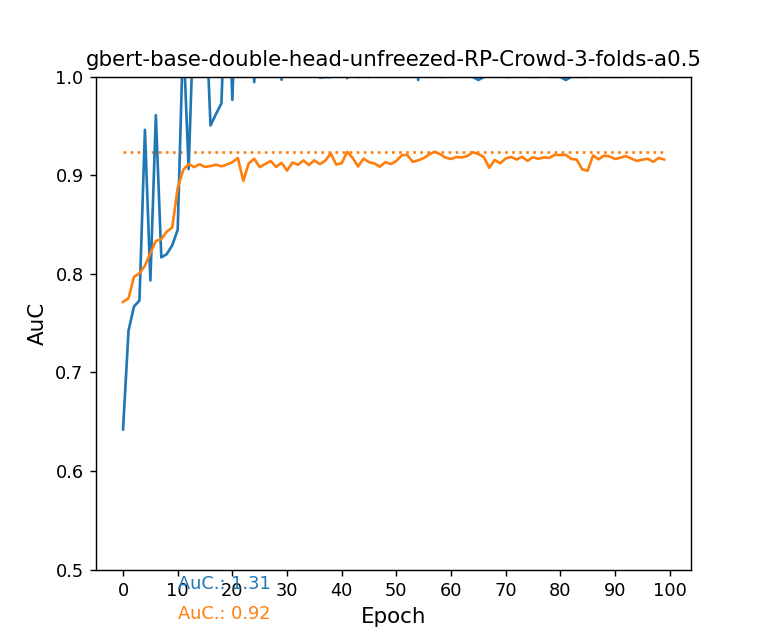 gbert-base-double-head-unfreezed-RP-Crowd-3-folds-a0.5
1.0
0.9
0.8
0.7
0.6
0.5
AuC
0 10 20 30 40 50 60 70 80 90 100
AuC.: 1.31
AuC.: 0.92
Epoch